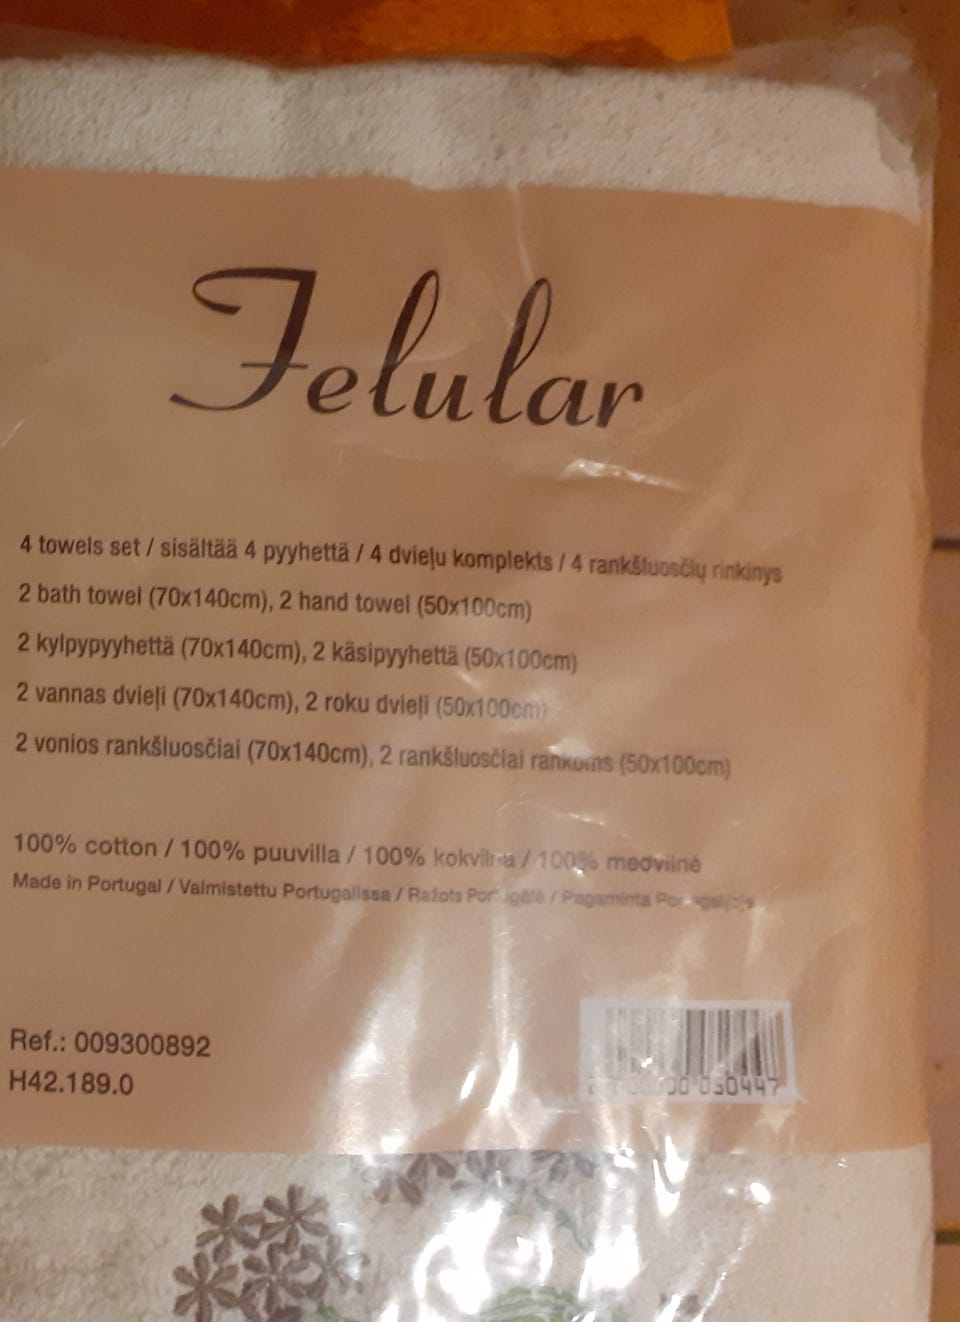 Felular
4 towels set / sisältää 4 pyyhettä / 4 dvieļu komplekts / 4 rankšluosčių rinkinys
2 bath towel (70x140cm), 2 hand towel (50x100cm)
2 kylpypyyhettä (70x140cm), 2 käsipyyhettä (50x100cm)
2 vannas dvieļi (70x140cm), 2 roku dvieļi (50x100cm)
2 vonios rankšluosčiai (70x140cm), 2 rankšluosčiai rankoms (50x100cm)
100% cotton / 100% puuvilla / 100% kokvilna / 100% medvilnė
Made in Portugal / Valmistettu Portugalissa / Ražots Portugālē / Pagaminta
Ref.: 009300892
H42.189.0